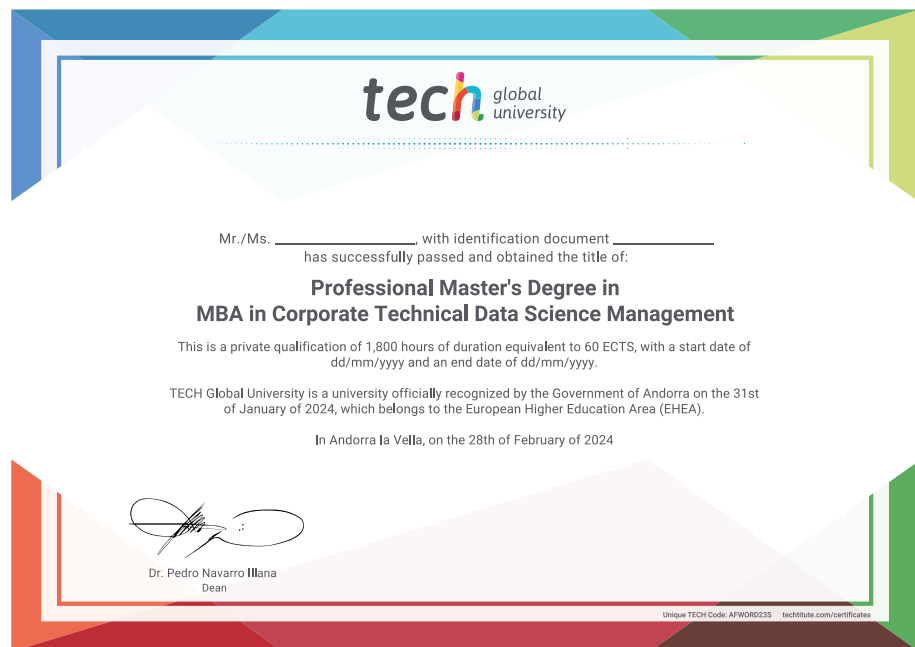 tech global university
Mr./Ms. ______________, with identification document __________
has successfully passed and obtained the title of:
Professional Master's Degree in
MBA in Corporate Technical Data Science Management
This is a private qualification of 1,800 hours of duration equivalent to 60 ECTS, with a start date of
dd/mm/yyyy and an end date of dd/mm/yyyy.
TECH Global University is a university officially recognized by the Government of Andorra on the 31st
of January of 2024, which belongs to the European Higher Education Area (EHEA).
In Andorra la Vella, on the 28th of February of 2024
Dr. Pedro Navarro Illana
Dean
Unique TECH Code: AFWORD23S techtitute.com/certificates